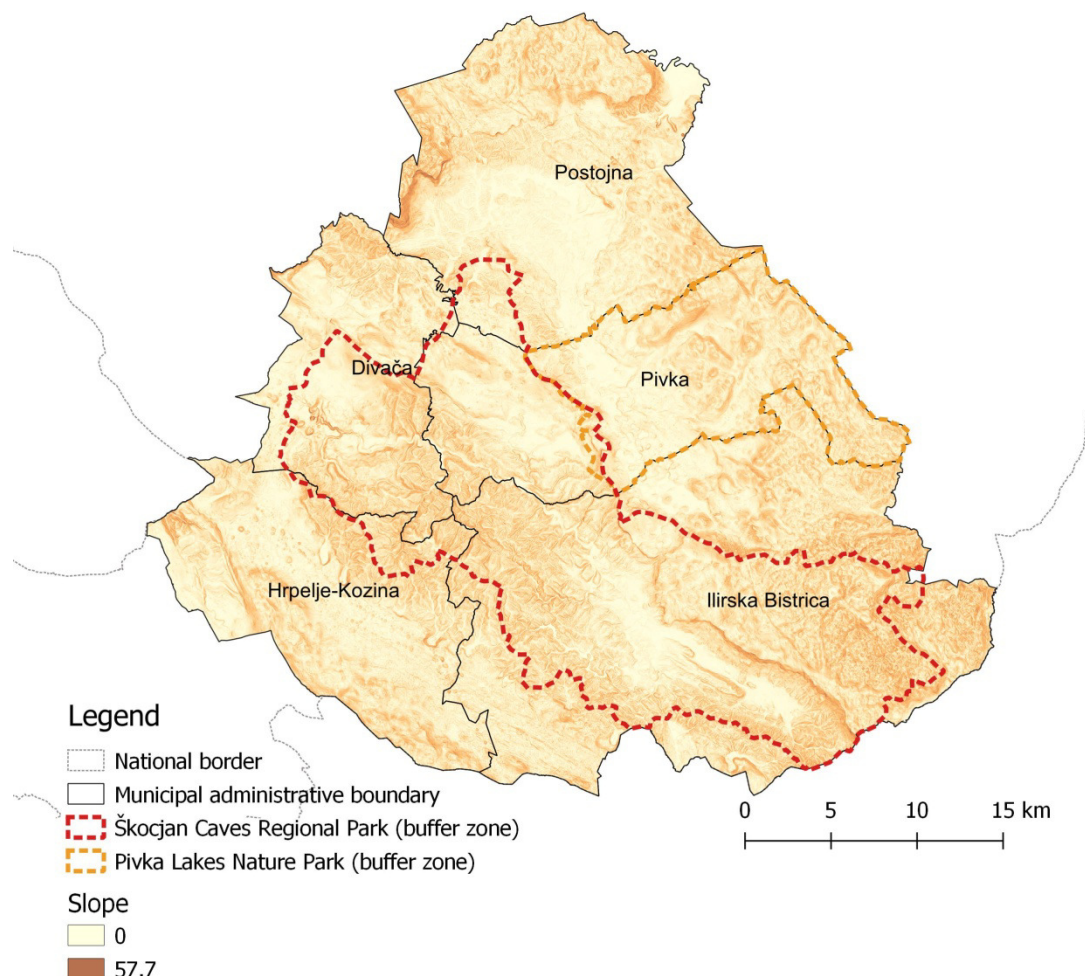 Postojna
Divača
Pivka
Hrpelje-Kozina
Ilirska Bistrica
Legend
National border
Municipal administrative boundary
Škocjan Caves Regional Park (buffer zone)
Pivka Lakes Nature Park (buffer zone)
0 5 10 15 km
Slope
0
57.7